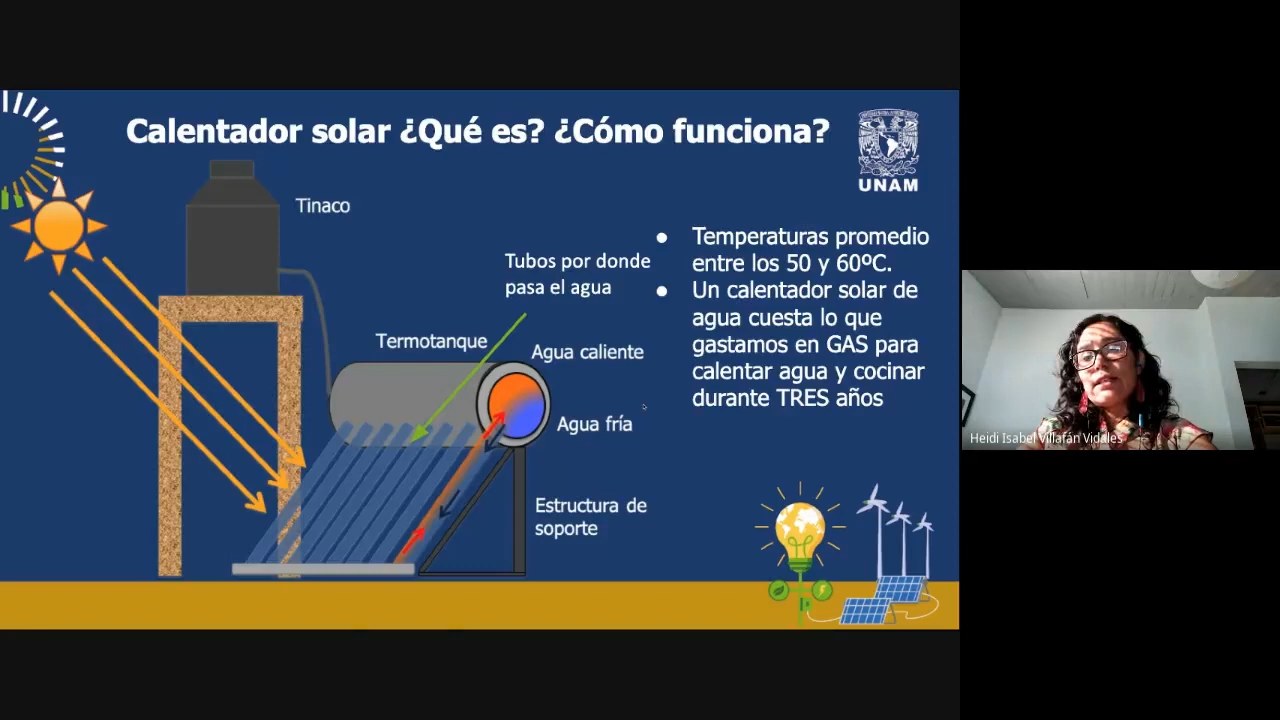 Calentador solar ¿Qué es? ¿Cómo funciona?
UNAM
Tinaco
Tubos por donde
pasa el agua
Termotanque
Agua caliente
Agua fría
Estructura de
soporte
● Temperaturas promedio
entre los 50 y 60ºC.
● Un calentador solar de
agua cuesta lo que
gastamos en GAS para
calentar agua y cocinar
durante TRES años
Heidi Isabel Villafán Vidales